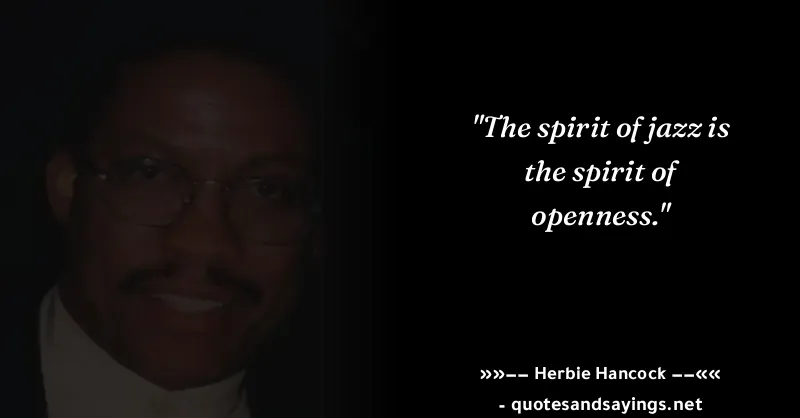 "The spirit of jazz is
the spirit of
openness."
»»−− Herbie Hancock −−««
- quotesandsayings.net